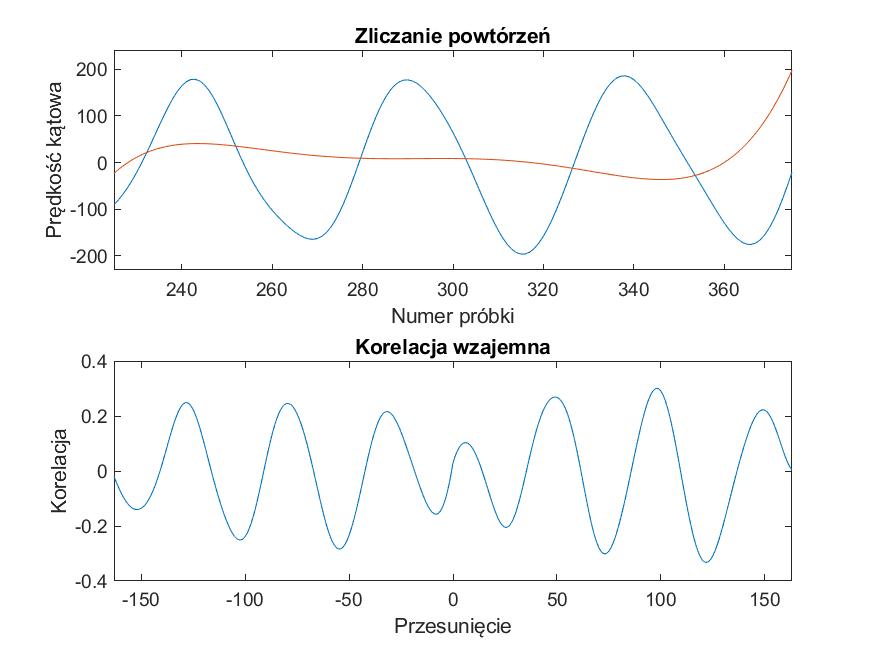 Zliczanie powtórzeń
Prędkość kątowa
200
100
0
-100
-200
240 260 280 300 320 340 360
Numer próbki
Korelacja wzajemna
Korelacja
0.4
0.2
0
-0.2
-0.4
-150 -100 -50 0 50 100 150
Przesunięcie